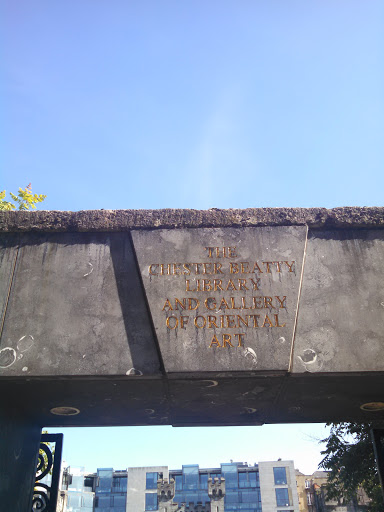 THE
CHESTER BEATTY
LIBRARY
AND GALLERY
OF ORIENTAL
ART